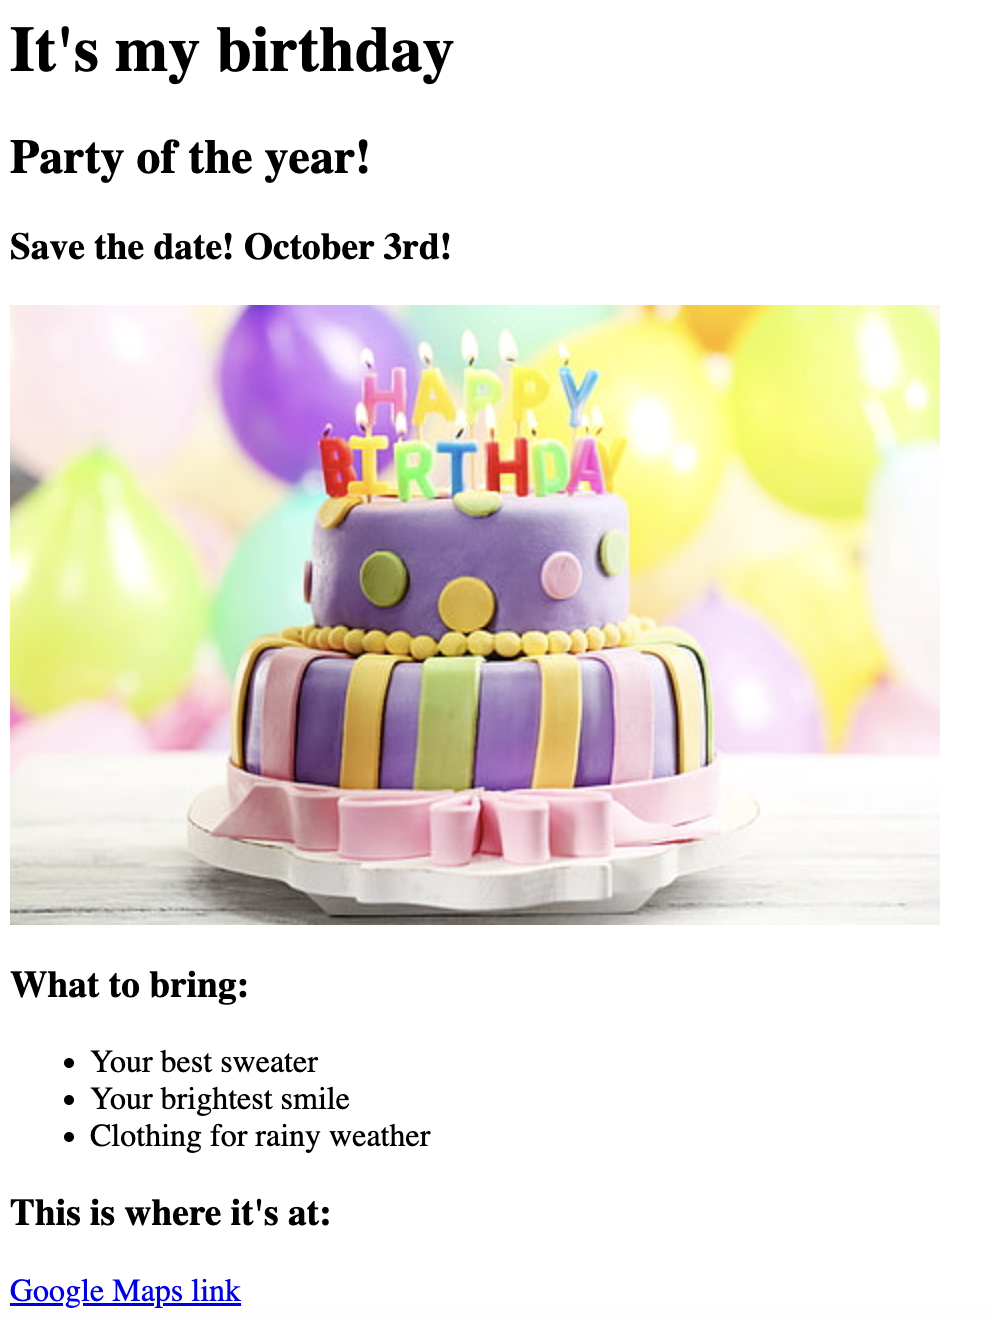 It's my birthday
Party of the year!
Save the date! October 3rd!
HAPPY
BIRTHDAY
What to bring:
Your best sweater
Your brightest smile
Clothing for rainy weather
This is where it's at:
Google Maps link